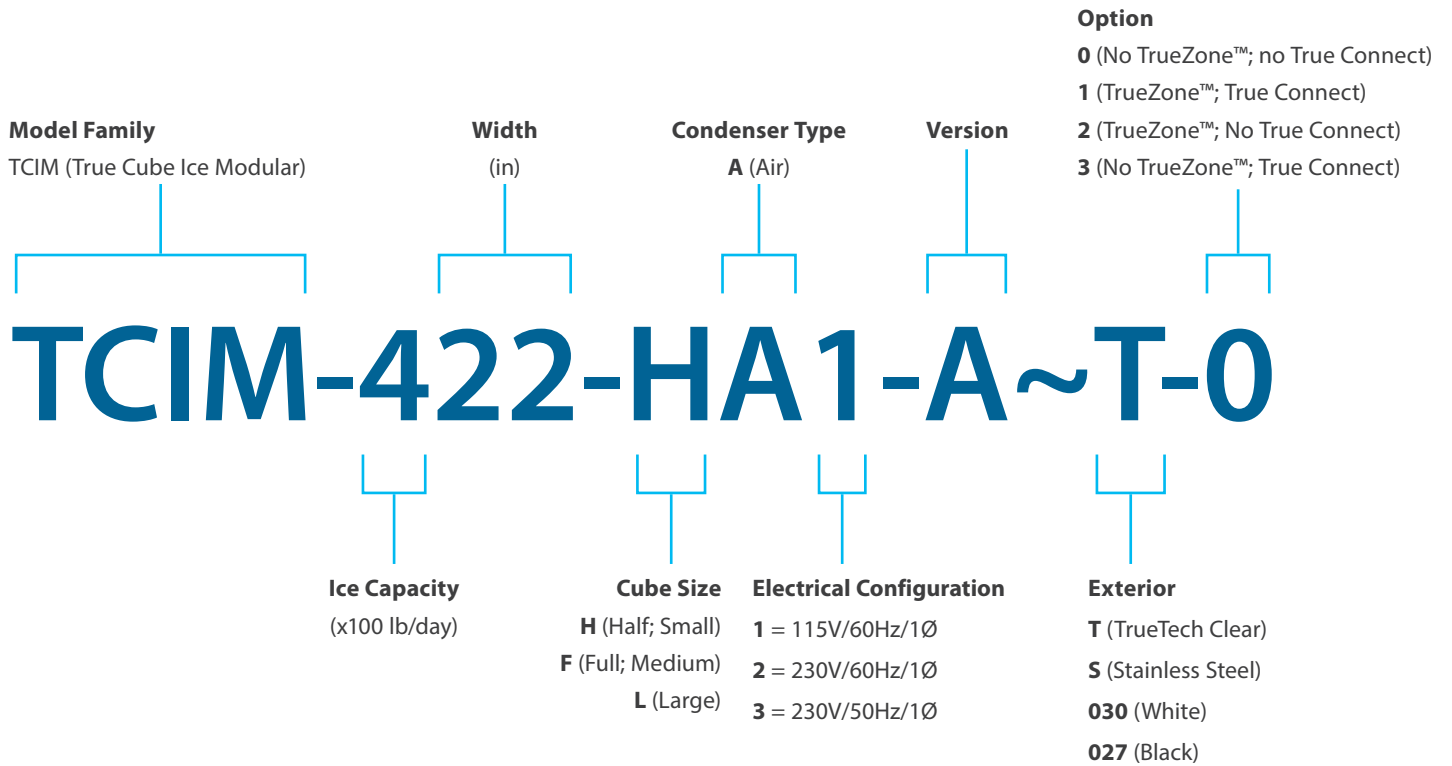 Option
0 (No TrueZone™; no True Connect)
1 (TrueZone™; True Connect)
2 (TrueZone™; No True Connect)
3 (No TrueZone™; True Connect)
Model Family
TCIM (True Cube Ice Modular)
Width
(in)
Condenser Type
A (Air)
Version
TCIM-422-HA1-A~T-0
Ice Capacity
(x100 lb/day)
Cube Size
H (Half; Small)
F (Full; Medium)
L (Large)
Electrical Configuration
1 = 115V/60Hz/1Ø
2 = 230V/60Hz/1Ø
3 = 230V/50Hz/1Ø
Exterior
T (TrueTech Clear)
S (Stainless Steel)
030 (White)
027 (Black)